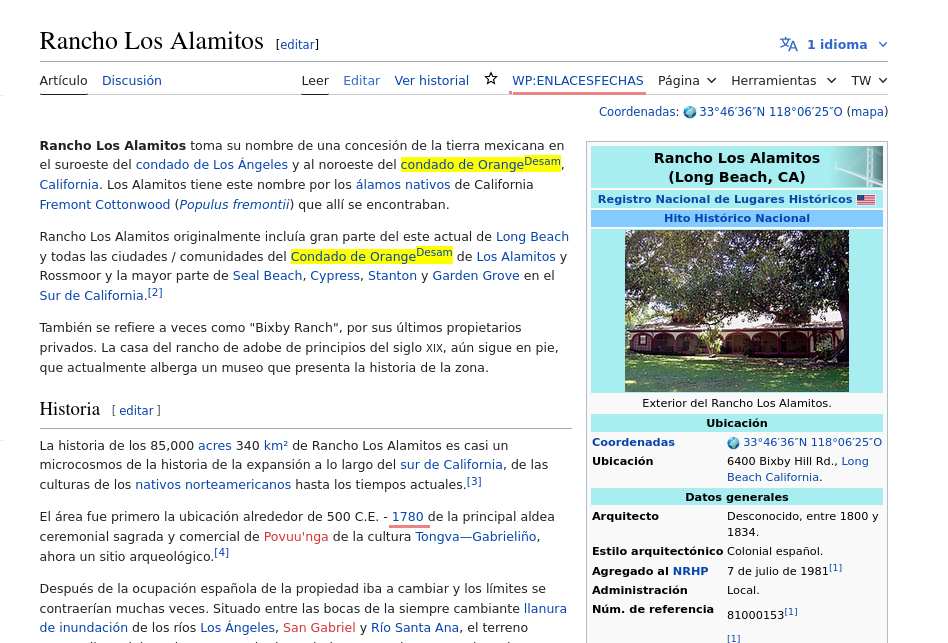 Rancho Los Alamitos [editar]
1 idioma
Artículo Discusión Leer Editar Ver historial WP:ENLACESFECHAS Página Herramientas TW
Coordenadas: 33°46′36″N 118°06′25″O (mapa)
Rancho Los Alamitos toma su nombre de una concesión de la tierra mexicana en
el suroeste del condado de Los Ángeles y al noroeste del condado de OrangeDesam,
California. Los Alamitos tiene este nombre por los álamos nativos de California
Fremont Cottonwood (Populus fremontii) que allí se encontraban.
Rancho Los Alamitos originalmente incluía gran parte del este actual de Long Beach
y todas las ciudades / comunidades del Condado de OrangeDesam de Los Alamitos y
Rossmoor y la mayor parte de Seal Beach, Cypress, Stanton y Garden Grove en el
Sur de California.[2]
También se refiere a veces como "Bixby Ranch", por sus últimos propietarios
privados. La casa del rancho de adobe de principios del siglo XIX, aún sigue en pie,
que actualmente alberga un museo que presenta la historia de la zona.
Historia [ editar ]
La historia de los 85,000 acres 340 km² de Rancho Los Alamitos es casi un
microcosmos de la historia de la expansión a lo largo del sur de California, de las
culturas de los nativos norteamericanos hasta los tiempos actuales.[3]
El área fue primero la ubicación alrededor de 500 C.E. - 1780 de la principal aldea
ceremonial sagrada y comercial de Povuu'nga de la cultura Tongva—Gabrieliño,
ahora un sitio arqueológico.[4]
Después de la ocupación española de la propiedad iba a cambiar y los límites se
contraerían muchas veces. Situado entre las bocas de la siempre cambiante llanura
de inundación de los ríos Los Ángeles, San Gabriel y Río Santa Ana, el terreno
Rancho Los Alamitos
(Long Beach, CA)
Registro Nacional de Lugares Históricos
Hito Histórico Nacional
Exterior del Rancho Los Alamitos.
Ubicación
Coordenadas 33°46′36″N 118°06′25″O
Ubicación 6400 Bixby Hill Rd., Long
Beach California.
Datos generales
Arquitecto Desconocido, entre 1800 y
1834.
Estilo arquitectónico Colonial español.
Agregado al NRHP 7 de julio de 1981[1]
Administración Local.
Núm. de referencia 81000153[1]
[1]